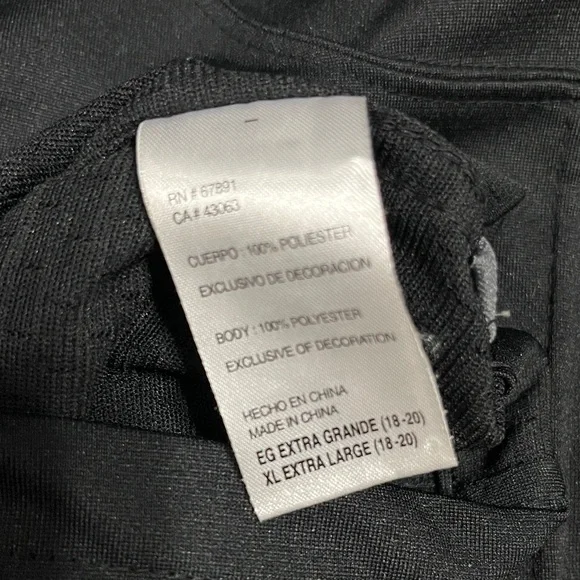 RN # 67891
CA# 43063
CUERPO : 100% POLIESTER
EXCLUSIVO DE DECORACION
BODY : 100% POLYESTER
EXCLUSIVE OF DECORATION
HECHO EN CHINA
MADE IN CHINA
EG EXTRA GRANDE (18-20)
XL EXTRA LARGE (18-20)